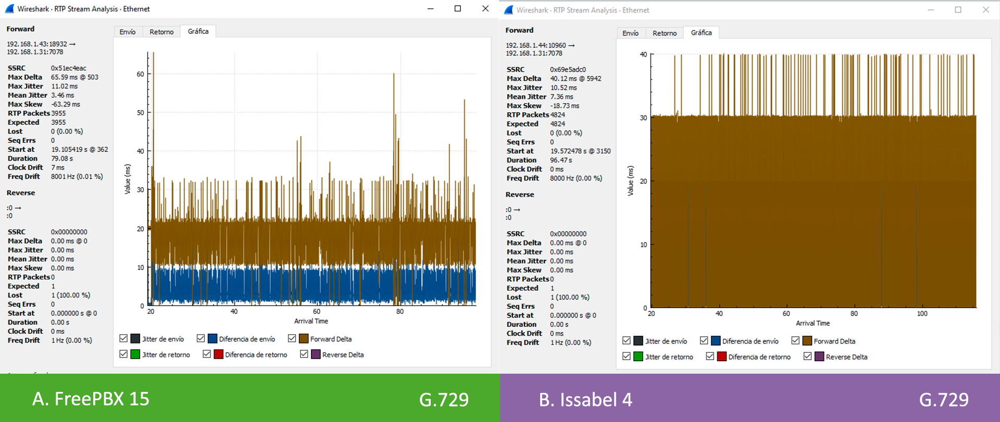 Wireshark · RTP Stream Analysis · Ethernet
Forward
192.168.1.43:18932 →
192.168.1.31:7078
SSRC 0x51ec4eac
Max Delta 65.59 ms @ 503
Max Jitter 11.02 ms
Mean Jitter 3.46 ms
Max Skew -63.29 ms
RTP Packets 3955
Expected 3955
Lost 0 (0.00 %)
Seq Errs 0
Start at 19.105419 s @ 362
Duration 79.08 s
Clock Drift 7 ms
Freq Drift 8001 Hz (0.01 %)
Reverse
:0 →
:0
SSRC 0x00000000
Max Delta 0.00 ms @ 0
Max Jitter 0.00 ms
Mean Jitter 0.00 ms
Max Skew 0.00 ms
RTP Packets 0
Expected 1
Lost 1 (100.00 %)
Seq Errs 0
Start at 0.000000 s @ 0
Duration 0.00 s
Clock Drift 0 ms
Freq Drift 1 Hz (0.00 %)
Envío Retorno Gráfica
60
50
40
30
20
10
0
Value (ms)
20 40 60 80
Arrival Time
Jitter de envío Diferencia de envío Forward Delta
Jitter de retorno Diferencia de retorno Reverse Delta
A. FreePBX 15 G.729
Wireshark · RTP Stream Analysis · Ethernet
Forward
192.168.1.44:10960 →
192.168.1.31:7078
SSRC 0x69e5adc0
Max Delta 40.12 ms @ 5942
Max Jitter 10.52 ms
Mean Jitter 7.36 ms
Max Skew -18.73 ms
RTP Packets 4824
Expected 4824
Lost 0 (0.00 %)
Seq Errs 0
Start at 19.572478 s @ 3150
Duration 96.47 s
Clock Drift 0 ms
Freq Drift 8000 Hz (0.00 %)
Reverse
:0 →
:0
SSRC 0x00000000
Max Delta 0.00 ms @ 0
Max Jitter 0.00 ms
Mean Jitter 0.00 ms
Max Skew 0.00 ms
RTP Packets 0
Expected 1
Lost 1 (100.00 %)
Seq Errs 0
Start at 0.000000 s @ 0
Duration 0.00 s
Clock Drift 0 ms
Freq Drift 1 Hz (0.00 %)
Envío Retorno Gráfica
40
30
20
10
0
Value (ms)
20 40 60 80 100
Arrival Time
Jitter de envío Diferencia de envío Forward Delta
Jitter de retorno Diferencia de retorno Reverse Delta
B. Issabel 4 G.729